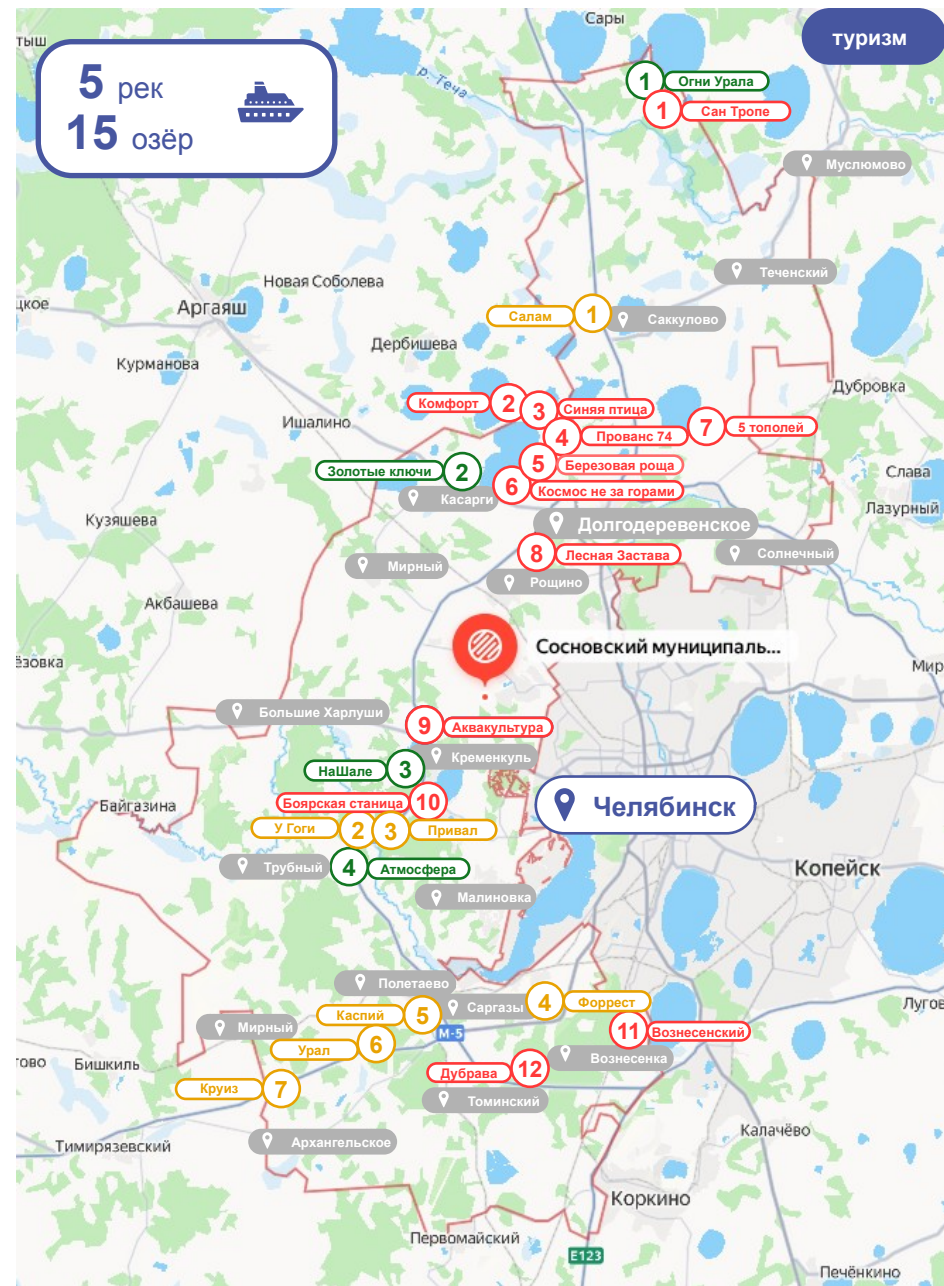 Сары
туризм
тыш
5 рек
15 озёр
р. Теча
1 Огни Урала
1 Сан Тропе
Муслюмово
Теченский
Новая Соболева
Аргаяш
Салам 1
Саккулово
Дербишева
Курманова
Дубровка
Комфорт 2
3 Синяя птица
7 5 тополей
4 Прованс 74
Ишалино
5 Березовая роща
Золотые ключи 2
Слава
6 Космос не за горами
Касарги
Лазурный
Кузяшева
Долгодеревенское
8 Лесная Застава
Солнечный
Мирный
Рощино
Акбашева
Сосновский муниципаль...
ёзовка
Мир
Большие Харлуши
9 Аквакультура
Кременкуль
НаШале 3
Боярская станица 10
Байгазина
Челябинск
У Гоги 2
3 Привал
Трубный
4 Атмосфера
Копейск
Малиновка
Полетаево
Саргазы
4 Форрест
Лугов
Каспий 5
Мирный
М-5
11 Вознесенский
Урал 6
Вознесенка
Бишкиль
Дубрава 12
Круиз 7
Томинский
Калачёво
Архангельское
Тимирязевский
Коркино
Первомайский
E123
Печёнкино